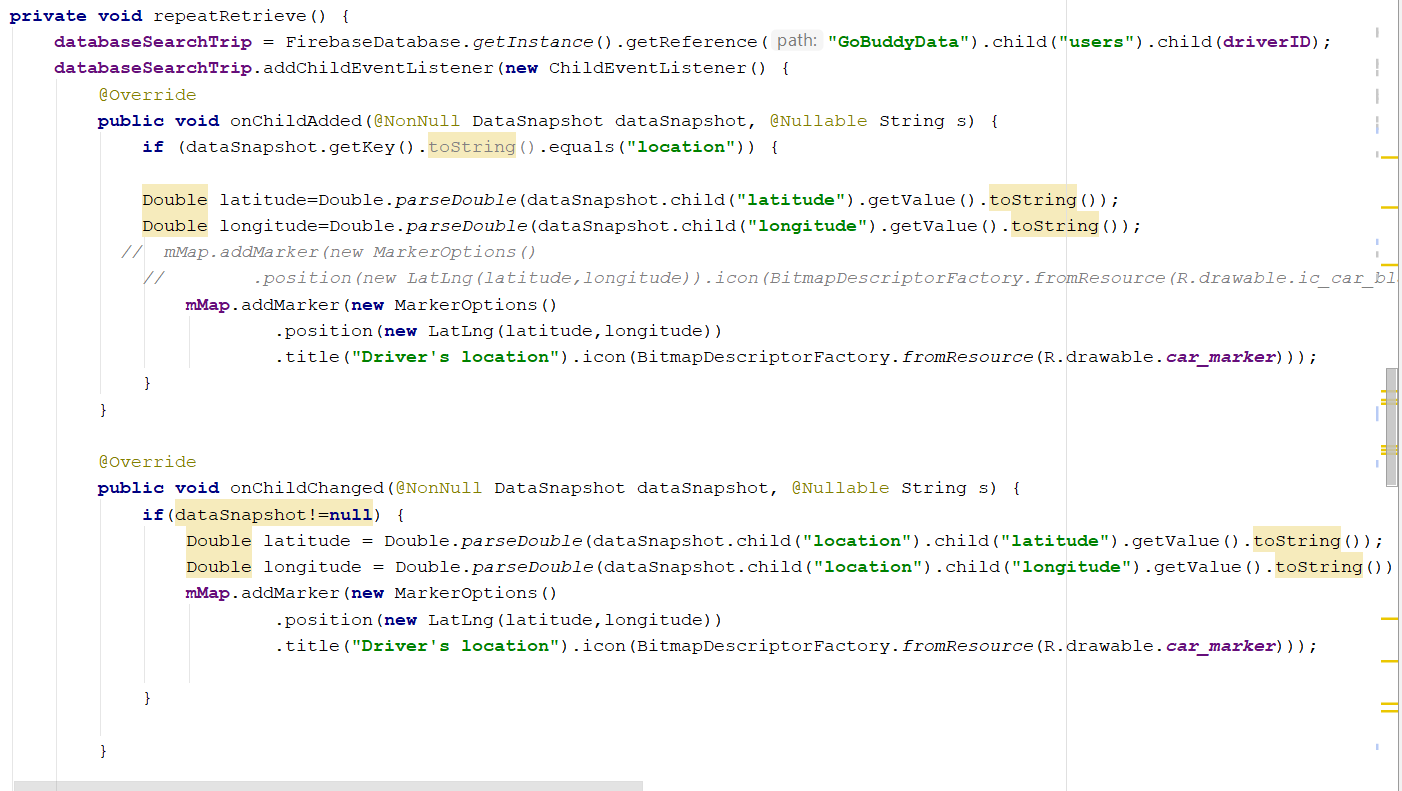 private void repeatRetrieve() {
databaseSearchTrip = FirebaseDatabase.getInstance().getReference( path: "GoBuddyData").child("users").child(driverID);
databaseSearchTrip.addChildEventListener(new ChildEventListener() {
@Override
public void onChildAdded(@NonNull DataSnapshot dataSnapshot, @Nullable String s) {
if (dataSnapshot.getKey().toString().equals("location")) {
Double latitude=Double.parseDouble(dataSnapshot.child("latitude").getValue().toString());
Double longitude=Double.parseDouble(dataSnapshot.child("longitude").getValue().toString());
// mMap.addMarker(new MarkerOptions()
// .position(new LatLng(latitude,longitude)).icon(BitmapDescriptorFactory.fromResource(R.drawable.ic_car_bl
mMap.addMarker(new MarkerOptions()
.position(new LatLng(latitude,longitude))
.title("Driver's location").icon(BitmapDescriptorFactory.fromResource(R.drawable.car_marker)));
}
}
@Override
public void onChildChanged(@NonNull DataSnapshot dataSnapshot, @Nullable String s) {
if(dataSnapshot!=null) {
Double latitude = Double.parseDouble(dataSnapshot.child("location").child("latitude").getValue().toString());
Double longitude = Double.parseDouble(dataSnapshot.child("location").child("longitude").getValue().toString())
mMap.addMarker(new MarkerOptions()
.position(new LatLng(latitude,longitude))
.title("Driver's location").icon(BitmapDescriptorFactory.fromResource(R.drawable.car_marker)));
}
}